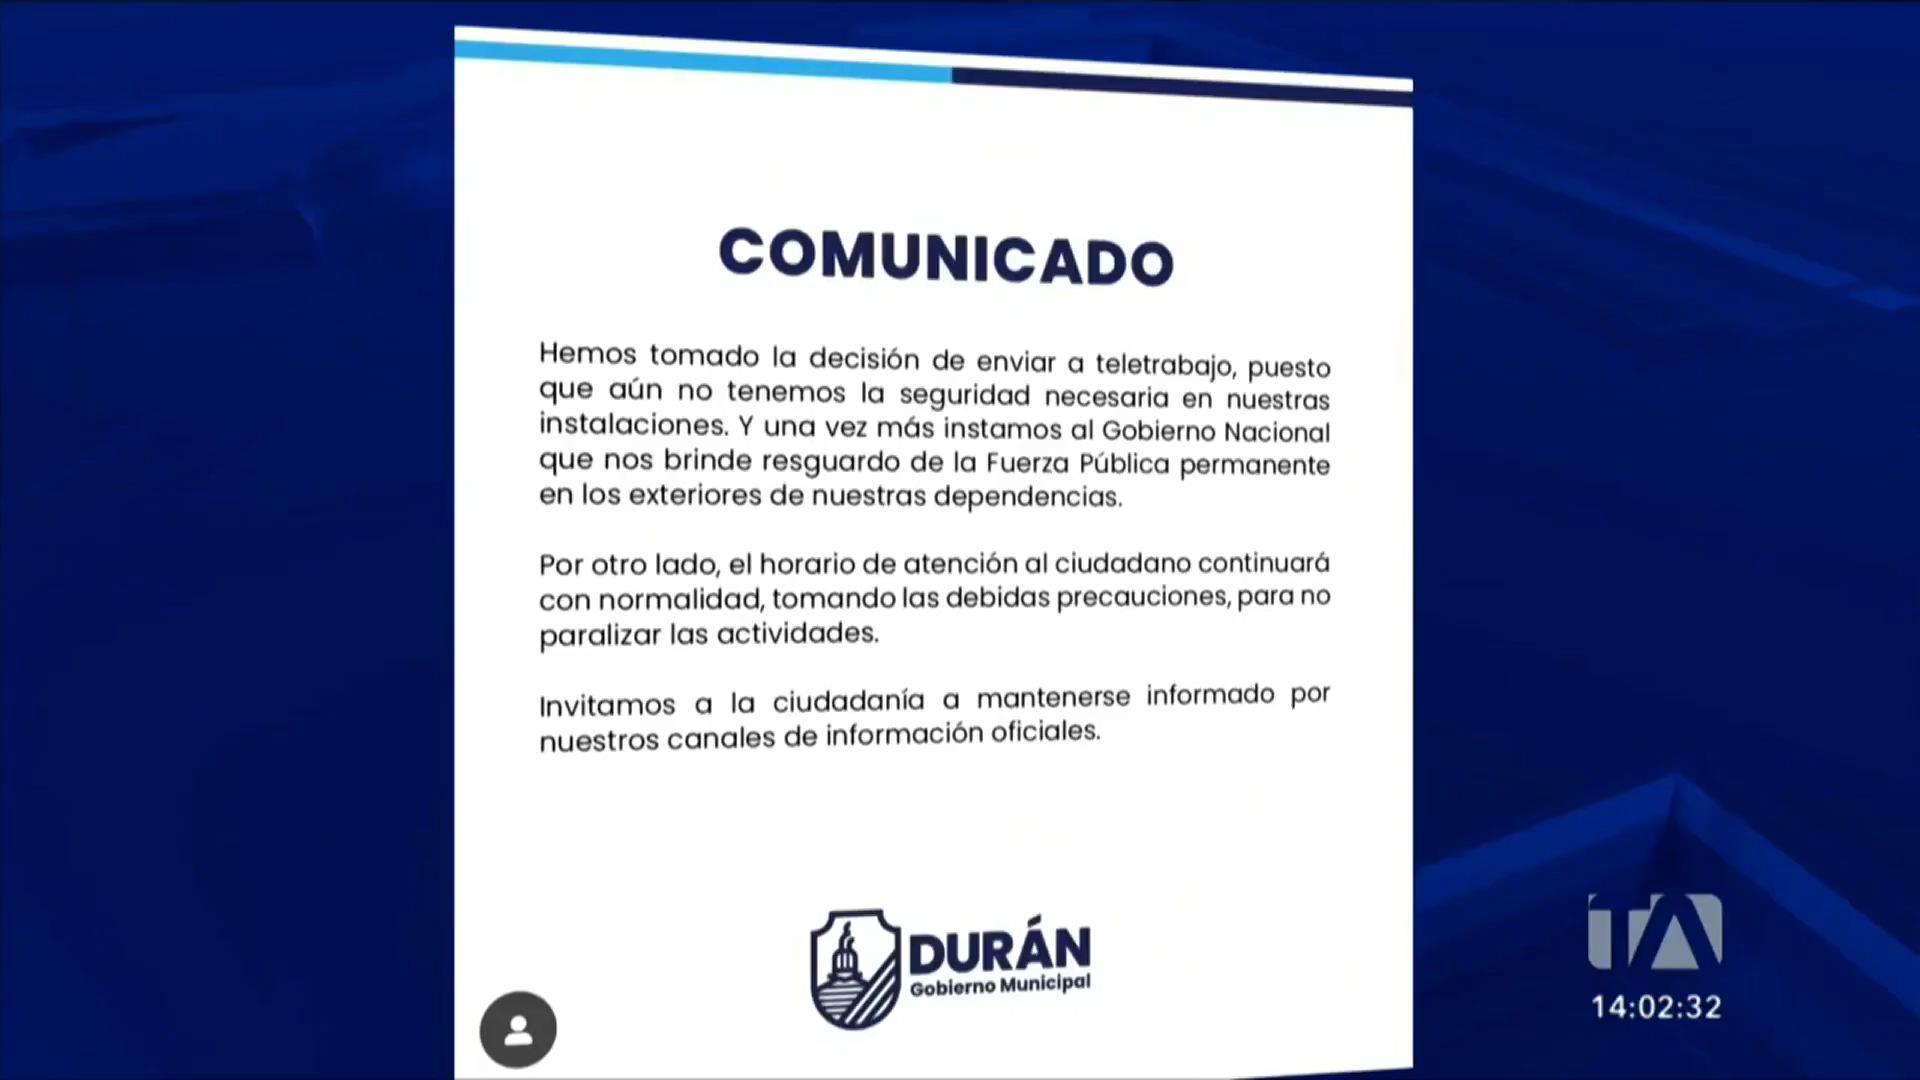 COMUNICADO
Hemos tomado la decisión de enviar a teletrabajo, puesto
que aún no tenemos la seguridad necesaria en nuestras
instalaciones. Y una vez más instamos al Gobierno Nacional
que nos brinde resguardo de la Fuerza Pública permanente
en los exteriores de nuestras dependencias.
Por otro lado, el horario de atención al ciudadano continuará
con normalidad, tomando las debidas precauciones, para no
paralizar las actividades.
Invitamos a la ciudadanía a mantenerse informado por
nuestros canales de información oficiales.
DURÁN
Gobierno Municipal
TA
14:02:32